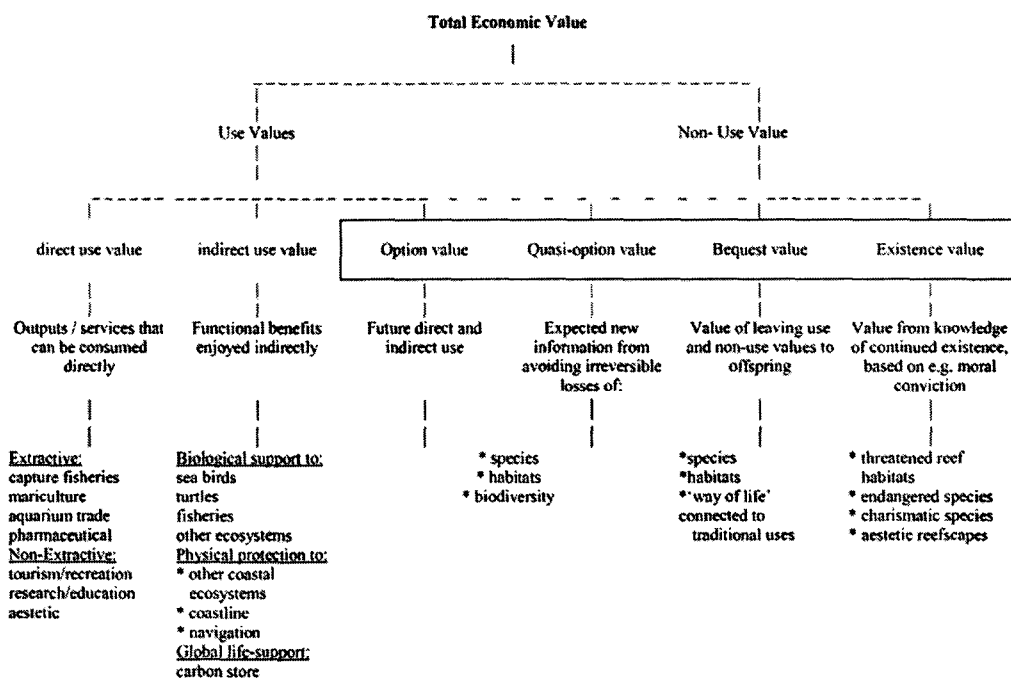 Total Economic Value
Use Values
Non- Use Value
direct use value
indirect use value
Option value
Quasi-option value
Bequest value
Existence value
Outputs / services that
can be consumed
directly
Functional benefits
enjoyed indirectly
Future direct and
indirect use
Expected new
information from
avoiding irreversible
losses of:
Value of leaving use
and non-use values to
offspring
Value from knowledge
of continued existence,
based on e.g. moral
conviction
Extractive:
capture fisheries
mariculture
aquarium trade
pharmaceutical
Non-Extractive:
tourism/recreation
research/education
aestetic
Biological support to:
sea birds
turtles
fisheries
other ecosystems
Physical protection to:
* other coastal
ecosystems
* coastline
* navigation
Global life-support:
carbon store
* species
* habitats
* biodiversity
*species
*habitats
*'way of life'
connected to
traditional uses
* threatened reef
habitats
* endangered species
* charismatic species
* aestetic reefscapes